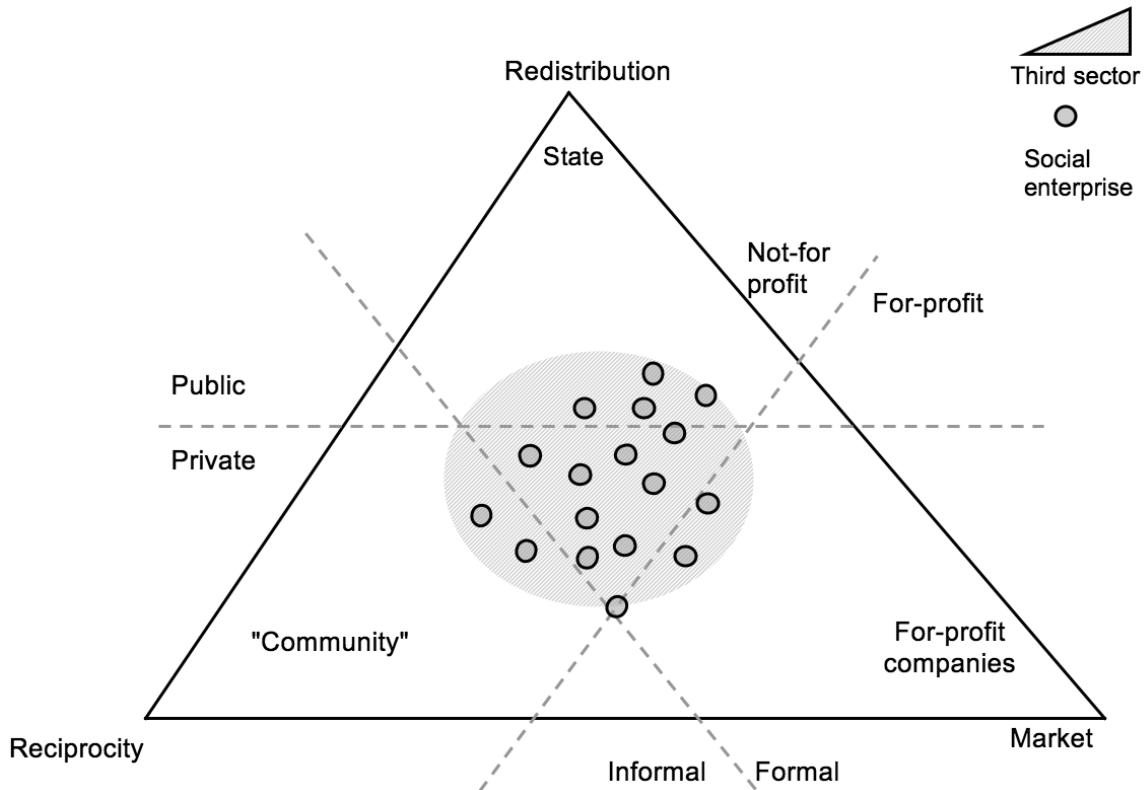 Third sector
Social
enterprise
Redistribution
State
Not-for
profit
For-profit
Public
Private
"Community"
For-profit
companies
Reciprocity
Market
Informal
Formal